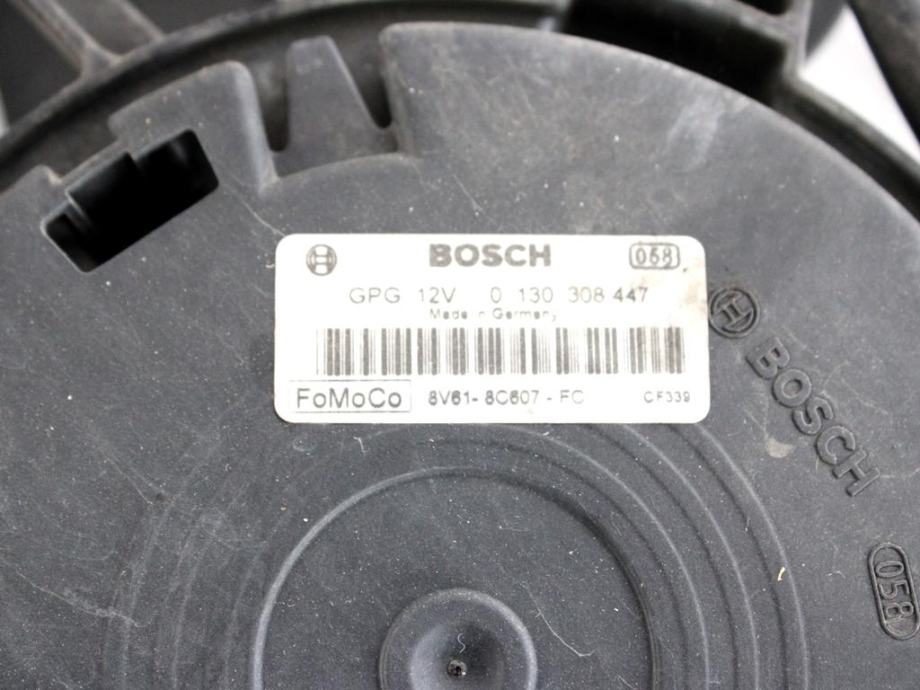 BOSCH 058
GPG 12V 0 130 308 447
Made in Germany
FoMoCo 8V61-8C607-FC CF339
BOSCH
058